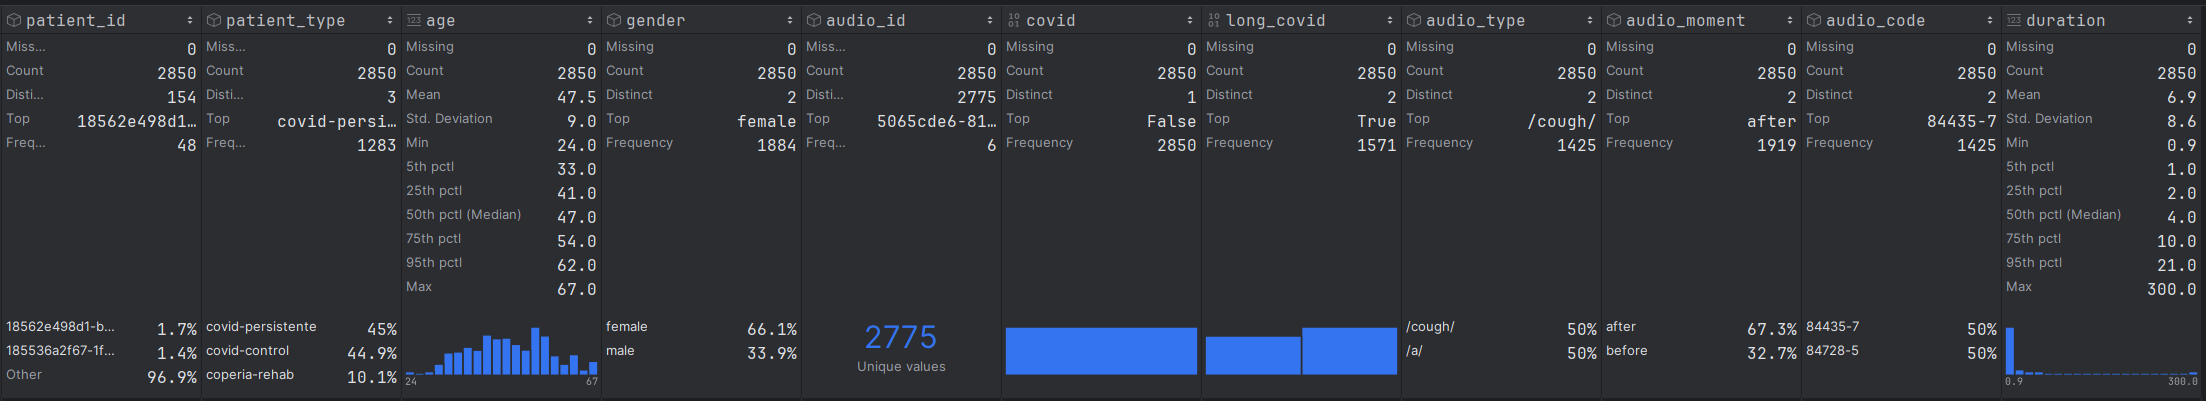 patient_id patient_type age gender audio_id covid long_covid audio_type audio_moment audio_code duration
Miss... 0 Miss... 0 Missing 0 Missing 0 Miss... 0 Missing 0 Missing 0 Missing 0 Missing 0 Missing 0 Missing 0
Count 2850 Count 2850 Count 2850 Count 2850 Count 2850 Count 2850 Count 2850 Count 2850 Count 2850 Count 2850 Count 2850
Disti... 154 Disti... 3 Mean 47.5 Distinct 2 Disti... 2775 Distinct 1 Distinct 2 Distinct 2 Distinct 2 Distinct 2 Mean 6.9
Top 18562e498d1... Top covid-persi... Std. Deviation 9.0 Top female Top 5065cde6-81... Top False Top True Top /cough/ Top after Top 84435-7 Std. Deviation 8.6
Freq... 48 Freq... 1283 Min 24.0 Frequency 1884 Freq... 6 Frequency 2850 Frequency 1571 Frequency 1425 Frequency 1919 Frequency 1425 Min 0.9
5th pctl 33.0 5th pctl 1.0
25th pctl 41.0 25th pctl 2.0
50th pctl (Median) 47.0 50th pctl (Median) 4.0
75th pctl 54.0 75th pctl 10.0
95th pctl 62.0 95th pctl 21.0
Max 67.0 Max 300.0
18562e498d1-b... 1.7% covid-persistente 45% female 66.1% 2775 /cough/ 50% after 67.3% 84435-7 50%
185536a2f67-1f... 1.4% covid-control 44.9% male 33.9% Unique values /a/ 50% before 32.7% 84728-5 50%
Other 96.9% coperia-rehab 10.1% 24 67 0.9 300.0